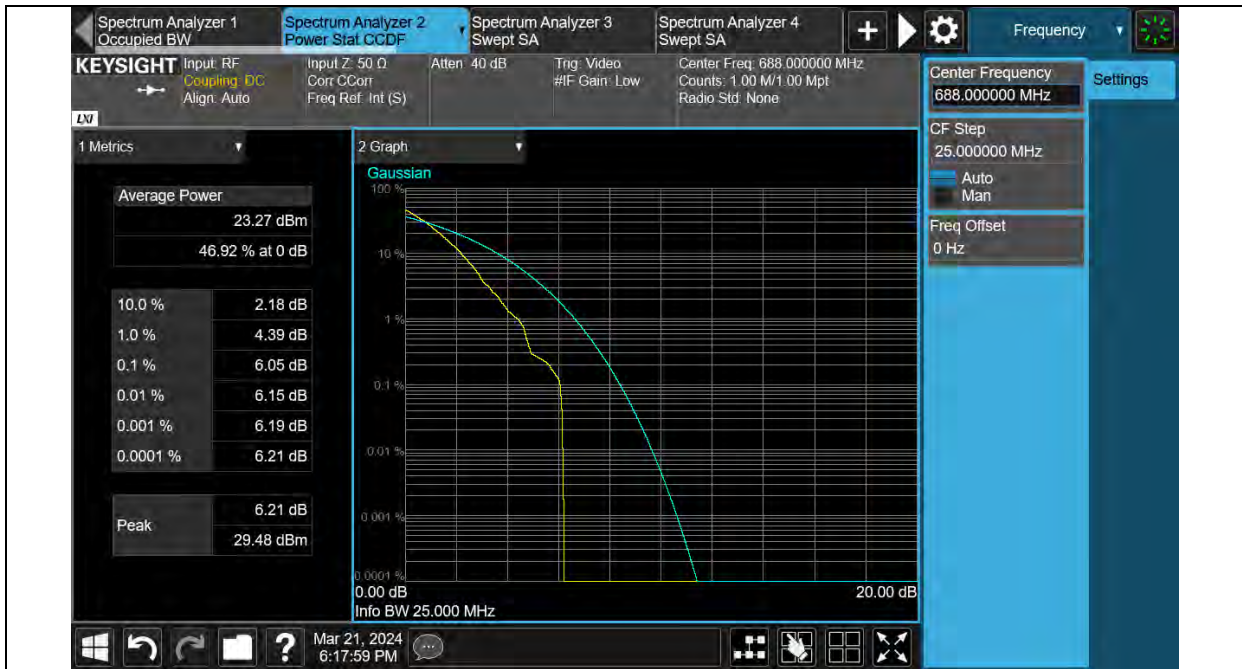 Spectrum Analyzer 1
Occupied BW
Spectrum Analyzer 2
Power Stat CCDF
Spectrum Analyzer 3
Swept SA
Spectrum Analyzer 4
Swept SA
+
Frequency
KEYSIGHT
LXI
Input: RF
Coupling: DC
Align: Auto
Input Z: 50 Ω
Corr CCorr
Freq Ref: Int (S)
Atten: 40 dB
Trig: Video
#IF Gain: Low
Center Freq: 688.000000 MHz
Counts: 1.00 M/1.00 Mpt
Radio Std: None
Center Frequency
688.000000 MHz
Settings
CF Step
25.000000 MHz
Auto
Man
Freq Offset
0 Hz
1 Metrics
Average Power
23.27 dBm
46.92 % at 0 dB
10.0 % 2.18 dB
1.0 % 4.39 dB
0.1 % 6.05 dB
0.01 % 6.15 dB
0.001 % 6.19 dB
0.0001 % 6.21 dB
Peak
6.21 dB
29.48 dBm
2 Graph
Gaussian
100 %
10 %
1 %
0.1 %
0.01 %
0.001 %
0.0001 %
0.00 dB
20.00 dB
Info BW 25.000 MHz
?
Mar 21, 2024
6:17:59 PM